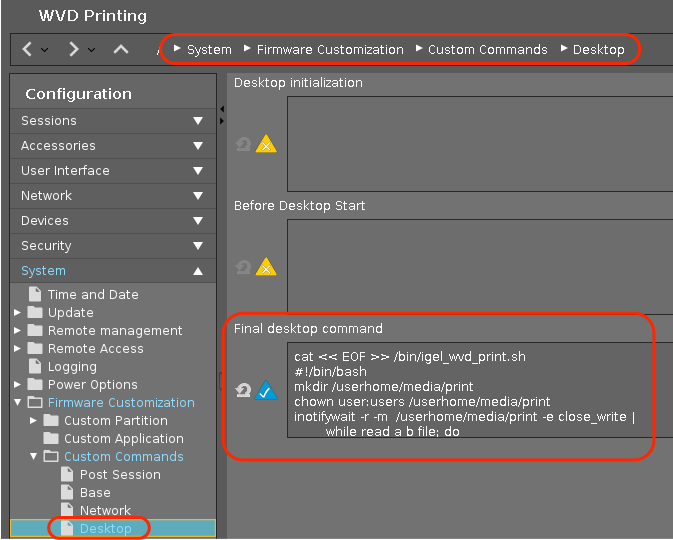 WVD Printing
System Firmware Customization Custom Commands Desktop
Configuration
Sessions
Accessories
User Interface
Network
Devices
Security
System
Time and Date
Update
Remote management
Remote Access
Logging
Power Options
Firmware Customization
Custom Partition
Custom Application
Custom Commands
Post Session
Base
Network
Desktop
Desktop initialization
Before Desktop Start
Final desktop command
cat << EOF >> /bin/igel_wvd_print.sh
#!/bin/bash
mkdir /userhome/media/print
chown user:users /userhome/media/print
inotifywait -r -m  /userhome/media/print -e close_write |
while read a b file; do